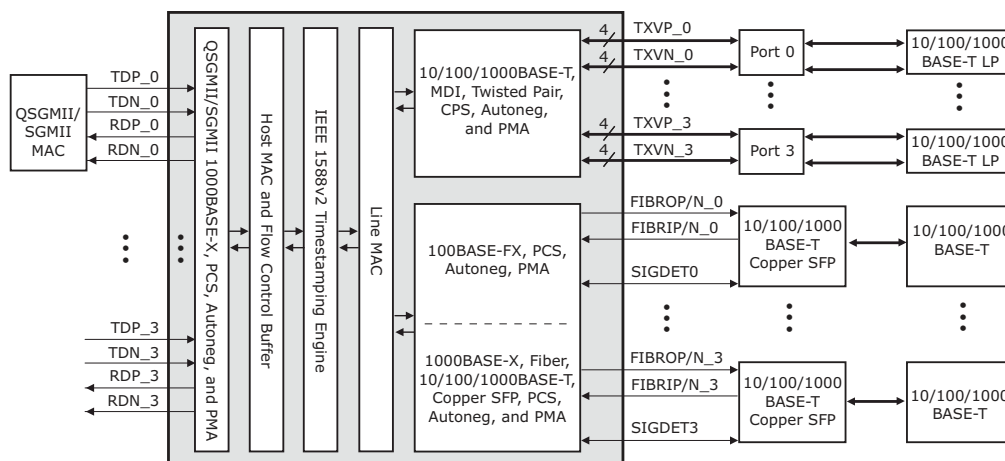 QSGMII/
SGMII
MAC
TDP_0
TDN_0
RDP_0
RDN_0
TDP_3
TDN_3
RDP_3
RDN_3
QSGMII/SGMII 1000BASE-X, PCS, Autoneg, and PMA
Host MAC and Flow Control Buffer
IEEE 1588v2 Timestamping Engine
Line MAC
10/100/1000BASE-T,
MDI, Twisted Pair,
CPS, Autoneg,
and PMA
100BASE-FX, PCS,
Autoneg, PMA
1000BASE-X, Fiber,
10/100/1000BASE-T,
Copper SFP, PCS,
Autoneg, and PMA
4 TXVP_0
4 TXVN_0
4 TXVP_3
4 TXVN_3
Port 0
Port 3
10/100/1000
BASE-T LP
10/100/1000
BASE-T LP
FIBROP/N_0
FIBRIP/N_0
SIGDET0
10/100/1000
BASE-T
Copper SFP
10/100/1000
BASE-T
FIBROP/N_3
FIBRIP/N_3
SIGDET3
10/100/1000
BASE-T
Copper SFP
10/100/1000
BASE-T